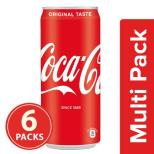 ORIGINAL TASTE
Coca-Cola
SINCE 1886
6
PACKS
Multi Pack